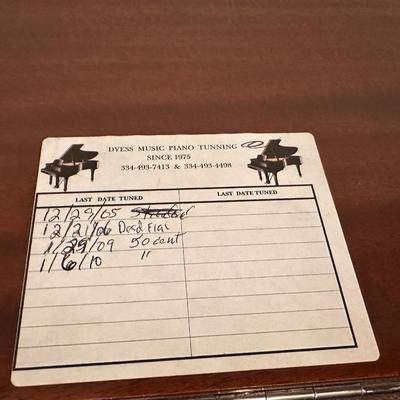 DYESS MUSIC PIANO TUNNING
SINCE 1975
334-493-7413 & 334-493-4498
LAST DATE TUNED LAST DATE TUNED
12/29/05
12/21/06 Dead Flat
1/29/09 50 cent
1/6/10 "